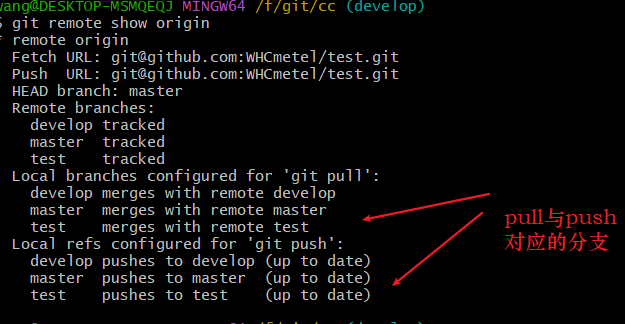 wang@DESKTOP-MSMQEQJ MINGW64 /f/git/cc (develop)
$ git remote show origin
* remote origin
Fetch URL: git@github.com:WHCmetel/test.git
Push  URL: git@github.com:WHCmetel/test.git
HEAD branch: master
Remote branches:
develop tracked
master  tracked
test    tracked
Local branches configured for 'git pull':
develop merges with remote develop
master  merges with remote master
test    merges with remote test
Local refs configured for 'git push':
develop pushes to develop (up to date)
master  pushes to master  (up to date)
test    pushes to test    (up to date)
pull与push
对应的分支
(develop)